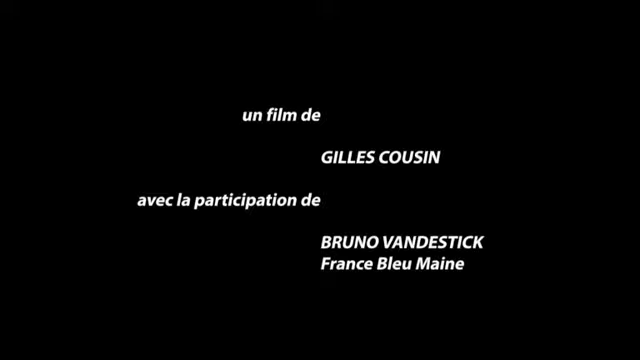 un film de
GILLES COUSIN
avec la participation de
BRUNO VANDESTICK
France Bleu Maine